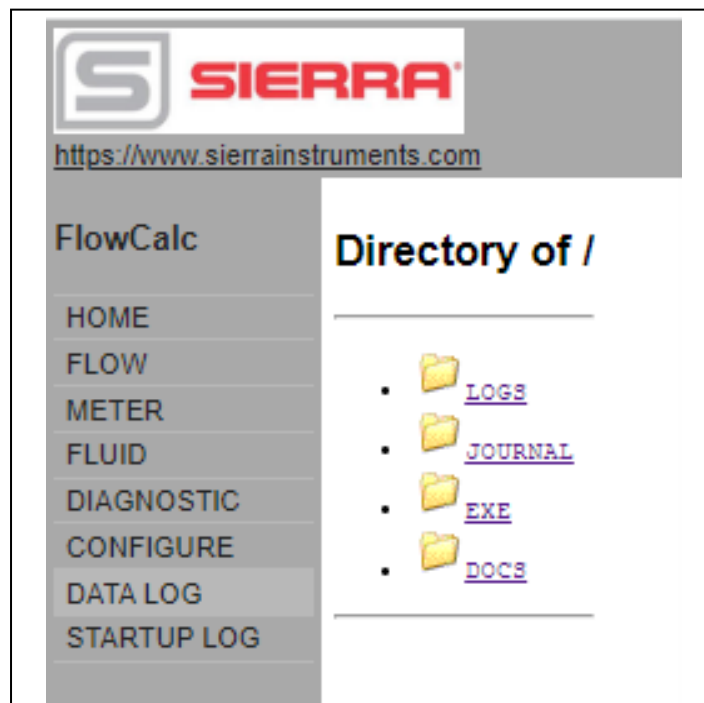 SIERRA
https://www.sierrainstruments.com
FlowCalc
HOME
FLOW
METER
FLUID
DIAGNOSTIC
CONFIGURE
DATA LOG
STARTUP LOG
Directory of /
LOGS
JOURNAL
EXE
DOCS